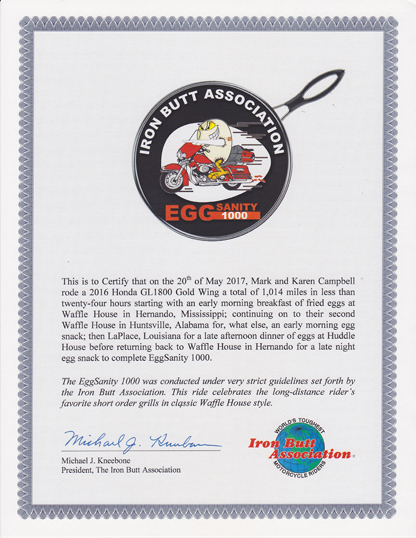 IRON BUTT ASSOCIATION
EGG SANITY
1000
This is to Certify that on the 20th of May 2017, Mark and Karen Campbell
rode a 2016 Honda GL1800 Gold Wing a total of 1,014 miles in less than
twenty-four hours starting with an early morning breakfast of fried eggs at
Waffle House in Hernando, Mississippi; continuing on to their second
Waffle House in Huntsville, Alabama for, what else, an early morning egg
snack; then LaPlace, Louisiana for a late afternoon dinner of eggs at Huddle
House before returning back to Waffle House in Hernando for a late night
egg snack to complete EggSanity 1000.
The EggSanity 1000 was conducted under very strict guidelines set forth by
the Iron Butt Association. This ride celebrates the long-distance rider's
favorite short order grills in classic Waffle House style.
Michael J. Kneebone
Michael J. Kneebone
President, The Iron Butt Association
WORLD'S TOUGHEST
Iron Butt
Association®
MOTORCYCLE RIDERS